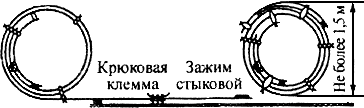 Крюковая
клемма
Зажим
стыковой
Не более 1,5 м